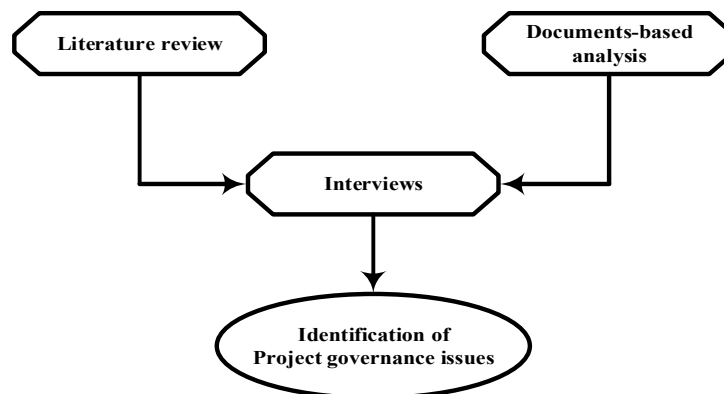 Literature review
Documents-based
analysis
Interviews
Identification of
Project governance issues